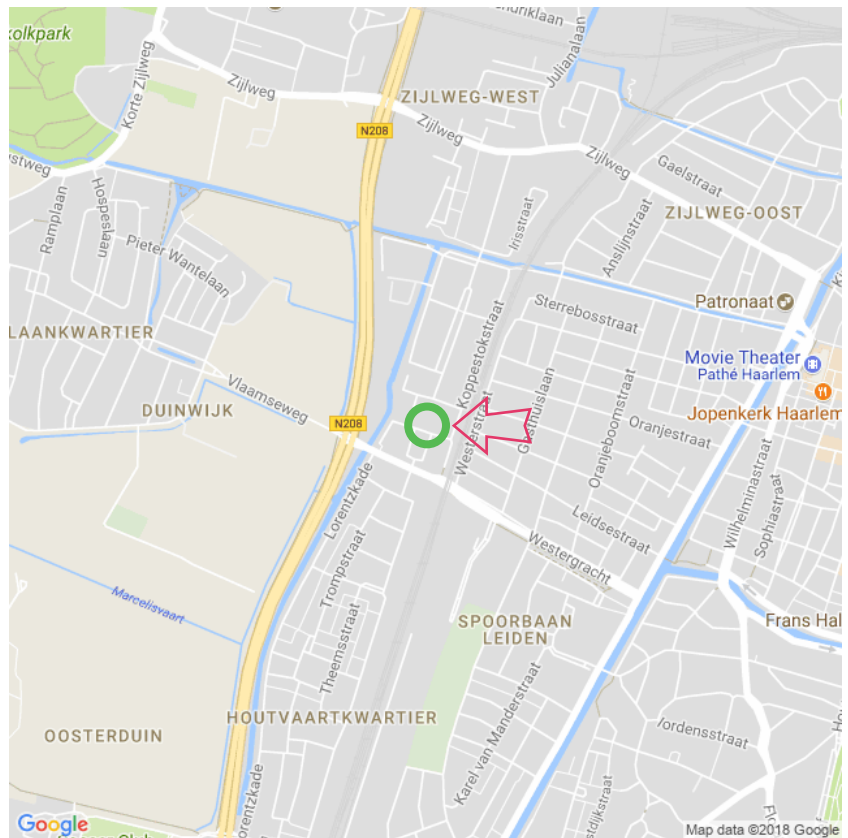 kolkpark
Korte Zijlweg
Zijlweg
Julianalaan
ZIJLWEG-WEST
N208
Zijlweg
Zijlweg
Gaelstraat
Ramplaan
Hospeslaan
Pieter Wantelaan
Irisstraat
Anslijnstraat
ZIJLWEG-OOST
LAANKWARTIER
Sterrebosstraat
Patronaat
Koppestokstraat
Movie Theater
Pathé Haarlem
Vlaamseweg
DUINWIJK
Westerstraat
Gasthuislaan
Oranjeboomstraat
Oranjestraat
Jopenkerk Haarlem
N208
Lorentzkade
Leidsestraat
Wilhelminastraat
Sophiastraat
Trompstraat
Westergracht
Marcelisvaart
SPOORBAAN
LEIDEN
Frans Hal
Theemsstraat
HOUTVAARTKWARTIER
Karel van Manderstraat
OOSTERDUIN
Iordensstraat
Google
Map data ©2018 Google